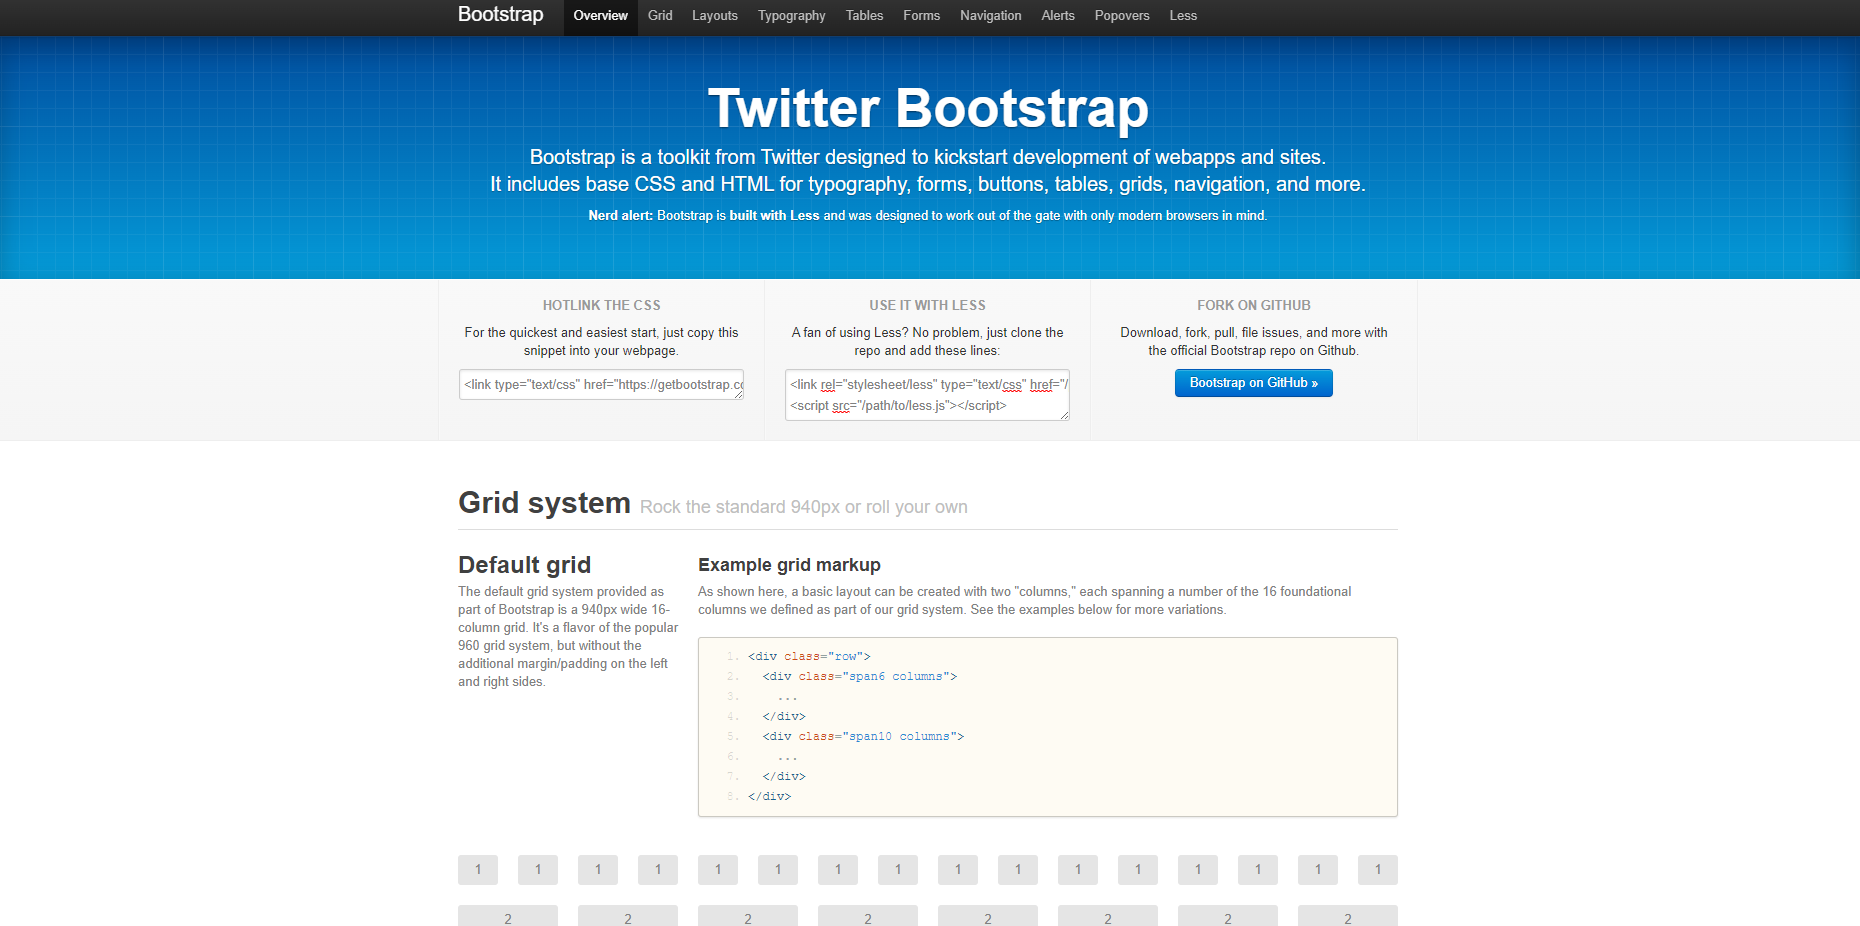 Bootstrap Overview Grid Layouts Typography Tables Forms Navigation Alerts Popovers Less
Twitter Bootstrap
Bootstrap is a toolkit from Twitter designed to kickstart development of webapps and sites.
It includes base CSS and HTML for typography, forms, buttons, tables, grids, navigation, and more.
Nerd alert: Bootstrap is built with Less and was designed to work out of the gate with only modern browsers in mind.
HOTLINK THE CSS
For the quickest and easiest start, just copy this
snippet into your webpage.
<link type="text/css" href="https://getbootstrap.co
USE IT WITH LESS
A fan of using Less? No problem, just clone the
repo and add these lines:
<link rel="stylesheet/less" type="text/css" href="/
<script src="/path/to/less.js"></script>
FORK ON GITHUB
Download, fork, pull, file issues, and more with
the official Bootstrap repo on Github.
Bootstrap on GitHub »
Grid system Rock the standard 940px or roll your own
Default grid
The default grid system provided as
part of Bootstrap is a 940px wide 16-
column grid. It's a flavor of the popular
960 grid system, but without the
additional margin/padding on the left
and right sides.
Example grid markup
As shown here, a basic layout can be created with two "columns," each spanning a number of the 16 foundational
columns we defined as part of our grid system. See the examples below for more variations.
1. <div class="row">
2.   <div class="span6 columns">
3.     ...
4.   </div>
5.   <div class="span10 columns">
6.     ...
7.   </div>
8. </div>
1 1 1 1 1 1 1 1 1 1 1 1 1 1 1 1
2 2 2 2 2 2 2 2